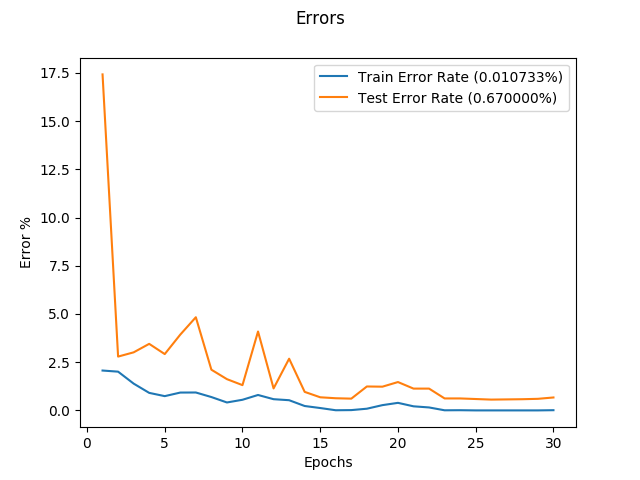 Errors
Train Error Rate (0.010733%)
Test Error Rate (0.670000%)
Error %
17.5
15.0
12.5
10.0
7.5
5.0
2.5
0.0
0 5 10 15 20 25 30
Epochs